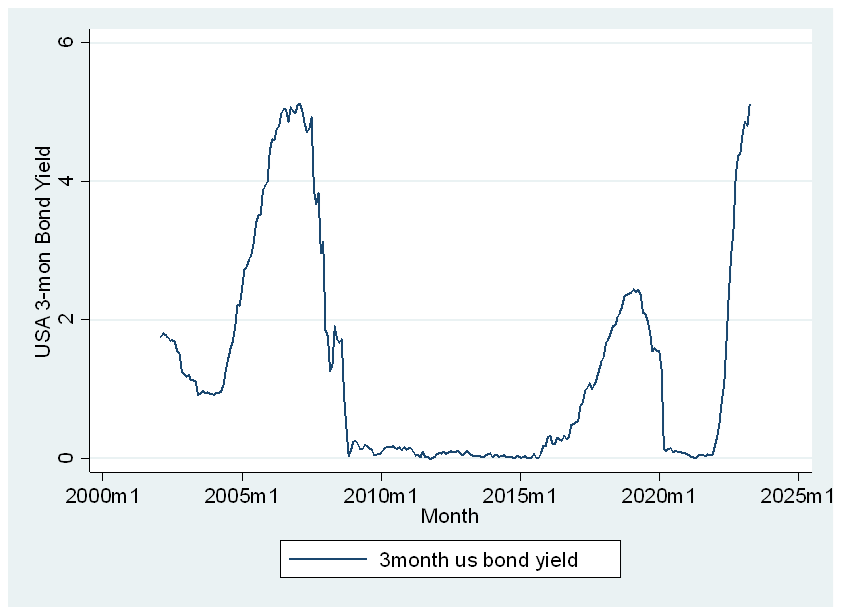 6
4
2
0
USA 3-mon Bond Yield
2000m1 2005m1 2010m1 2015m1 2020m1 2025m1
Month
3month us bond yield